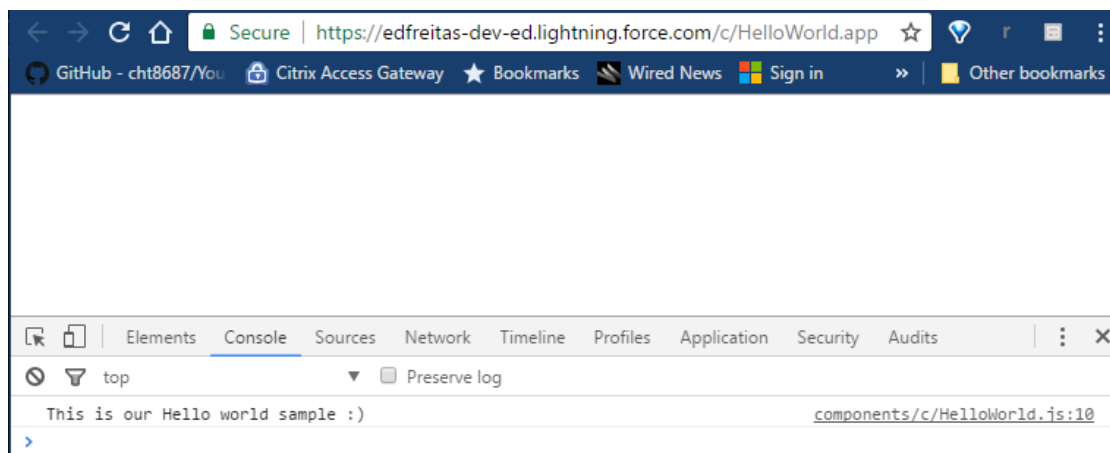 Secure | https://edfreitas-dev-ed.lightning.force.com/c/HelloWorld.app r
GitHub - cht8687/You Citrix Access Gateway Bookmarks Wired News Sign in » Other bookmarks
Elements Console Sources Network Timeline Profiles Application Security Audits
top Preserve log
This is our Hello world sample :) components/c/HelloWorld.js:10
>